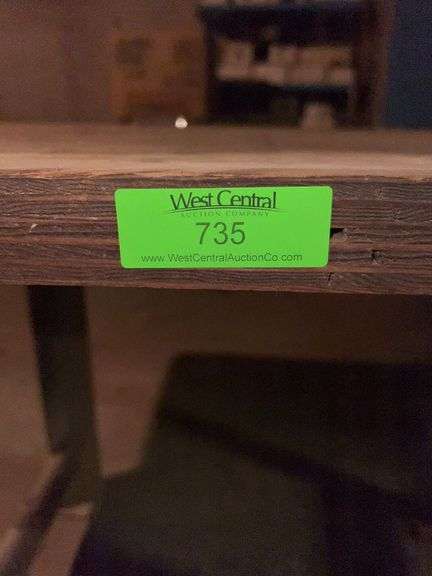 West Central
AUCTION COMPANY
735
www.WestCentralAuctionCo.com